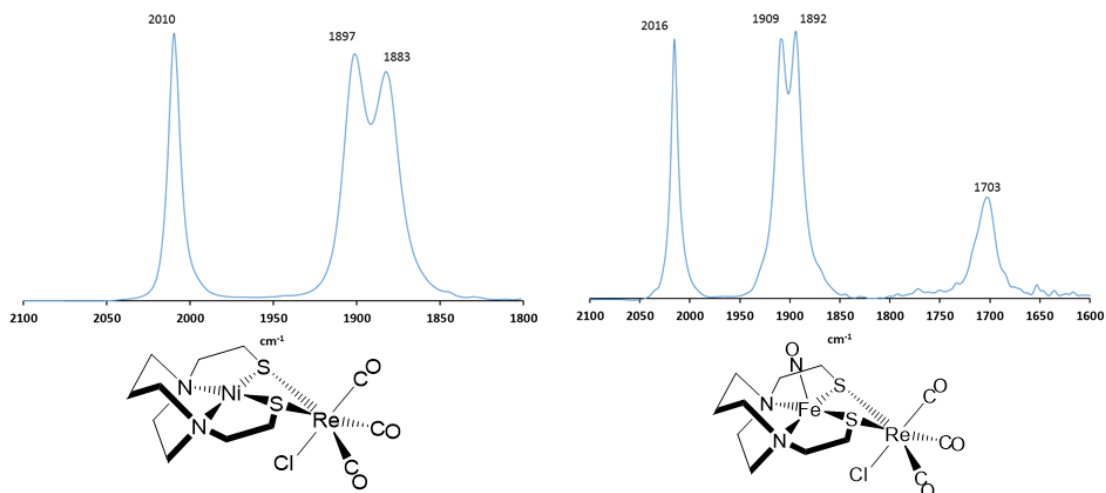 2010
1897
1883
2100 2050 2000 1950 1900 1850 1800
cm-1
N
Ni
S
N
S
Re
Cl
CO
CO
CO
2016
1909 1892
1703
2100 2050 2000 1950 1900 1850 1800 1750 1700 1650 1600
cm-1
O
N
N
Fe
S
N
S
Re
Cl
CO
CO
CO